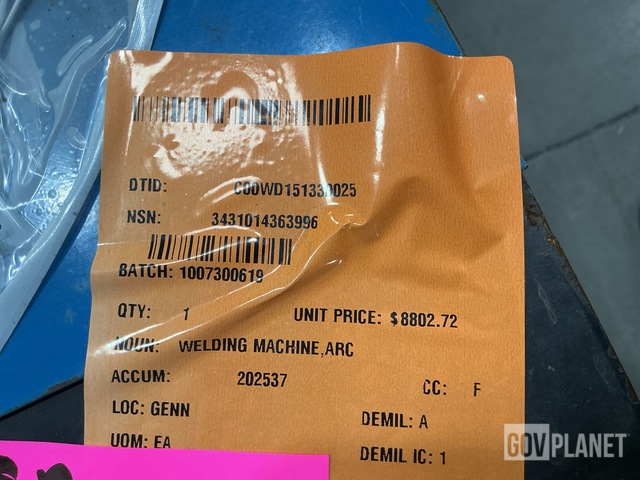 DTID: C00WD151330025
NSN: 3431014363996
BATCH: 1007300619
QTY: 1 UNIT PRICE: $8802.72
NOUN: WELDING MACHINE,ARC
ACCUM: 202537 CC: F
LOC: GENN DEMIL: A
UOM: EA DEMIL IC: 1
GOVPLANET